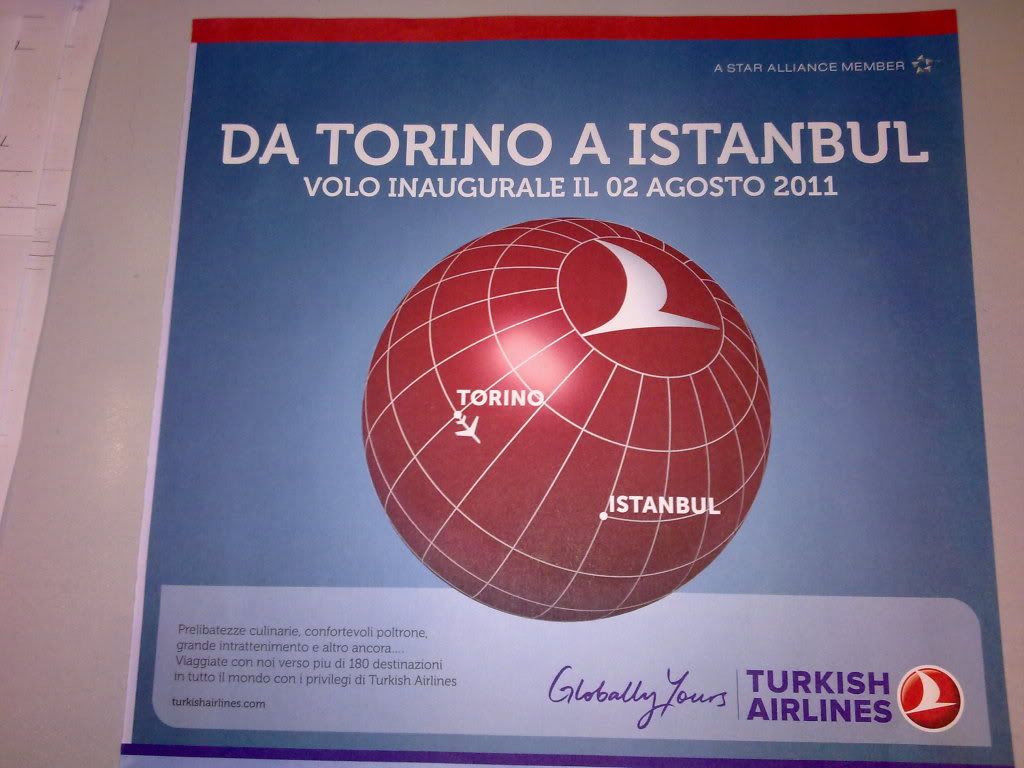 A STAR ALLIANCE MEMBER
DA TORINO A ISTANBUL
VOLO INAUGURALE IL 02 AGOSTO 2011
TORINO
ISTANBUL
Prelibatezze culinarie, confortevoli poltrone,
grande intrattenimento e altro ancora....
Viaggiate con noi verso piu di 180 destinazioni
in tutto il mondo con i privilegi di Turkish Airlines
turkishairlines.com
Globally Yours
TURKISH
AIRLINES